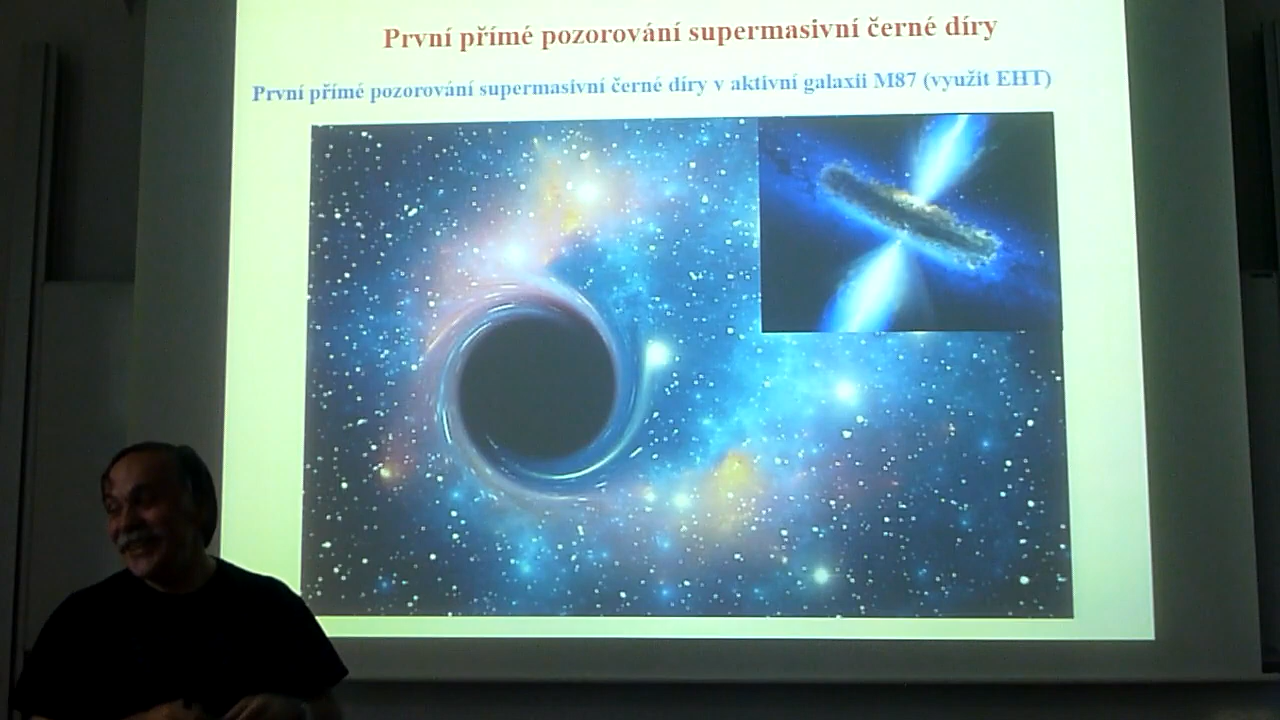 První přímé pozorování supermasivní černé díry
První přímé pozorování supermasivní černé díry v aktivní galaxii M87 (využit EHT)